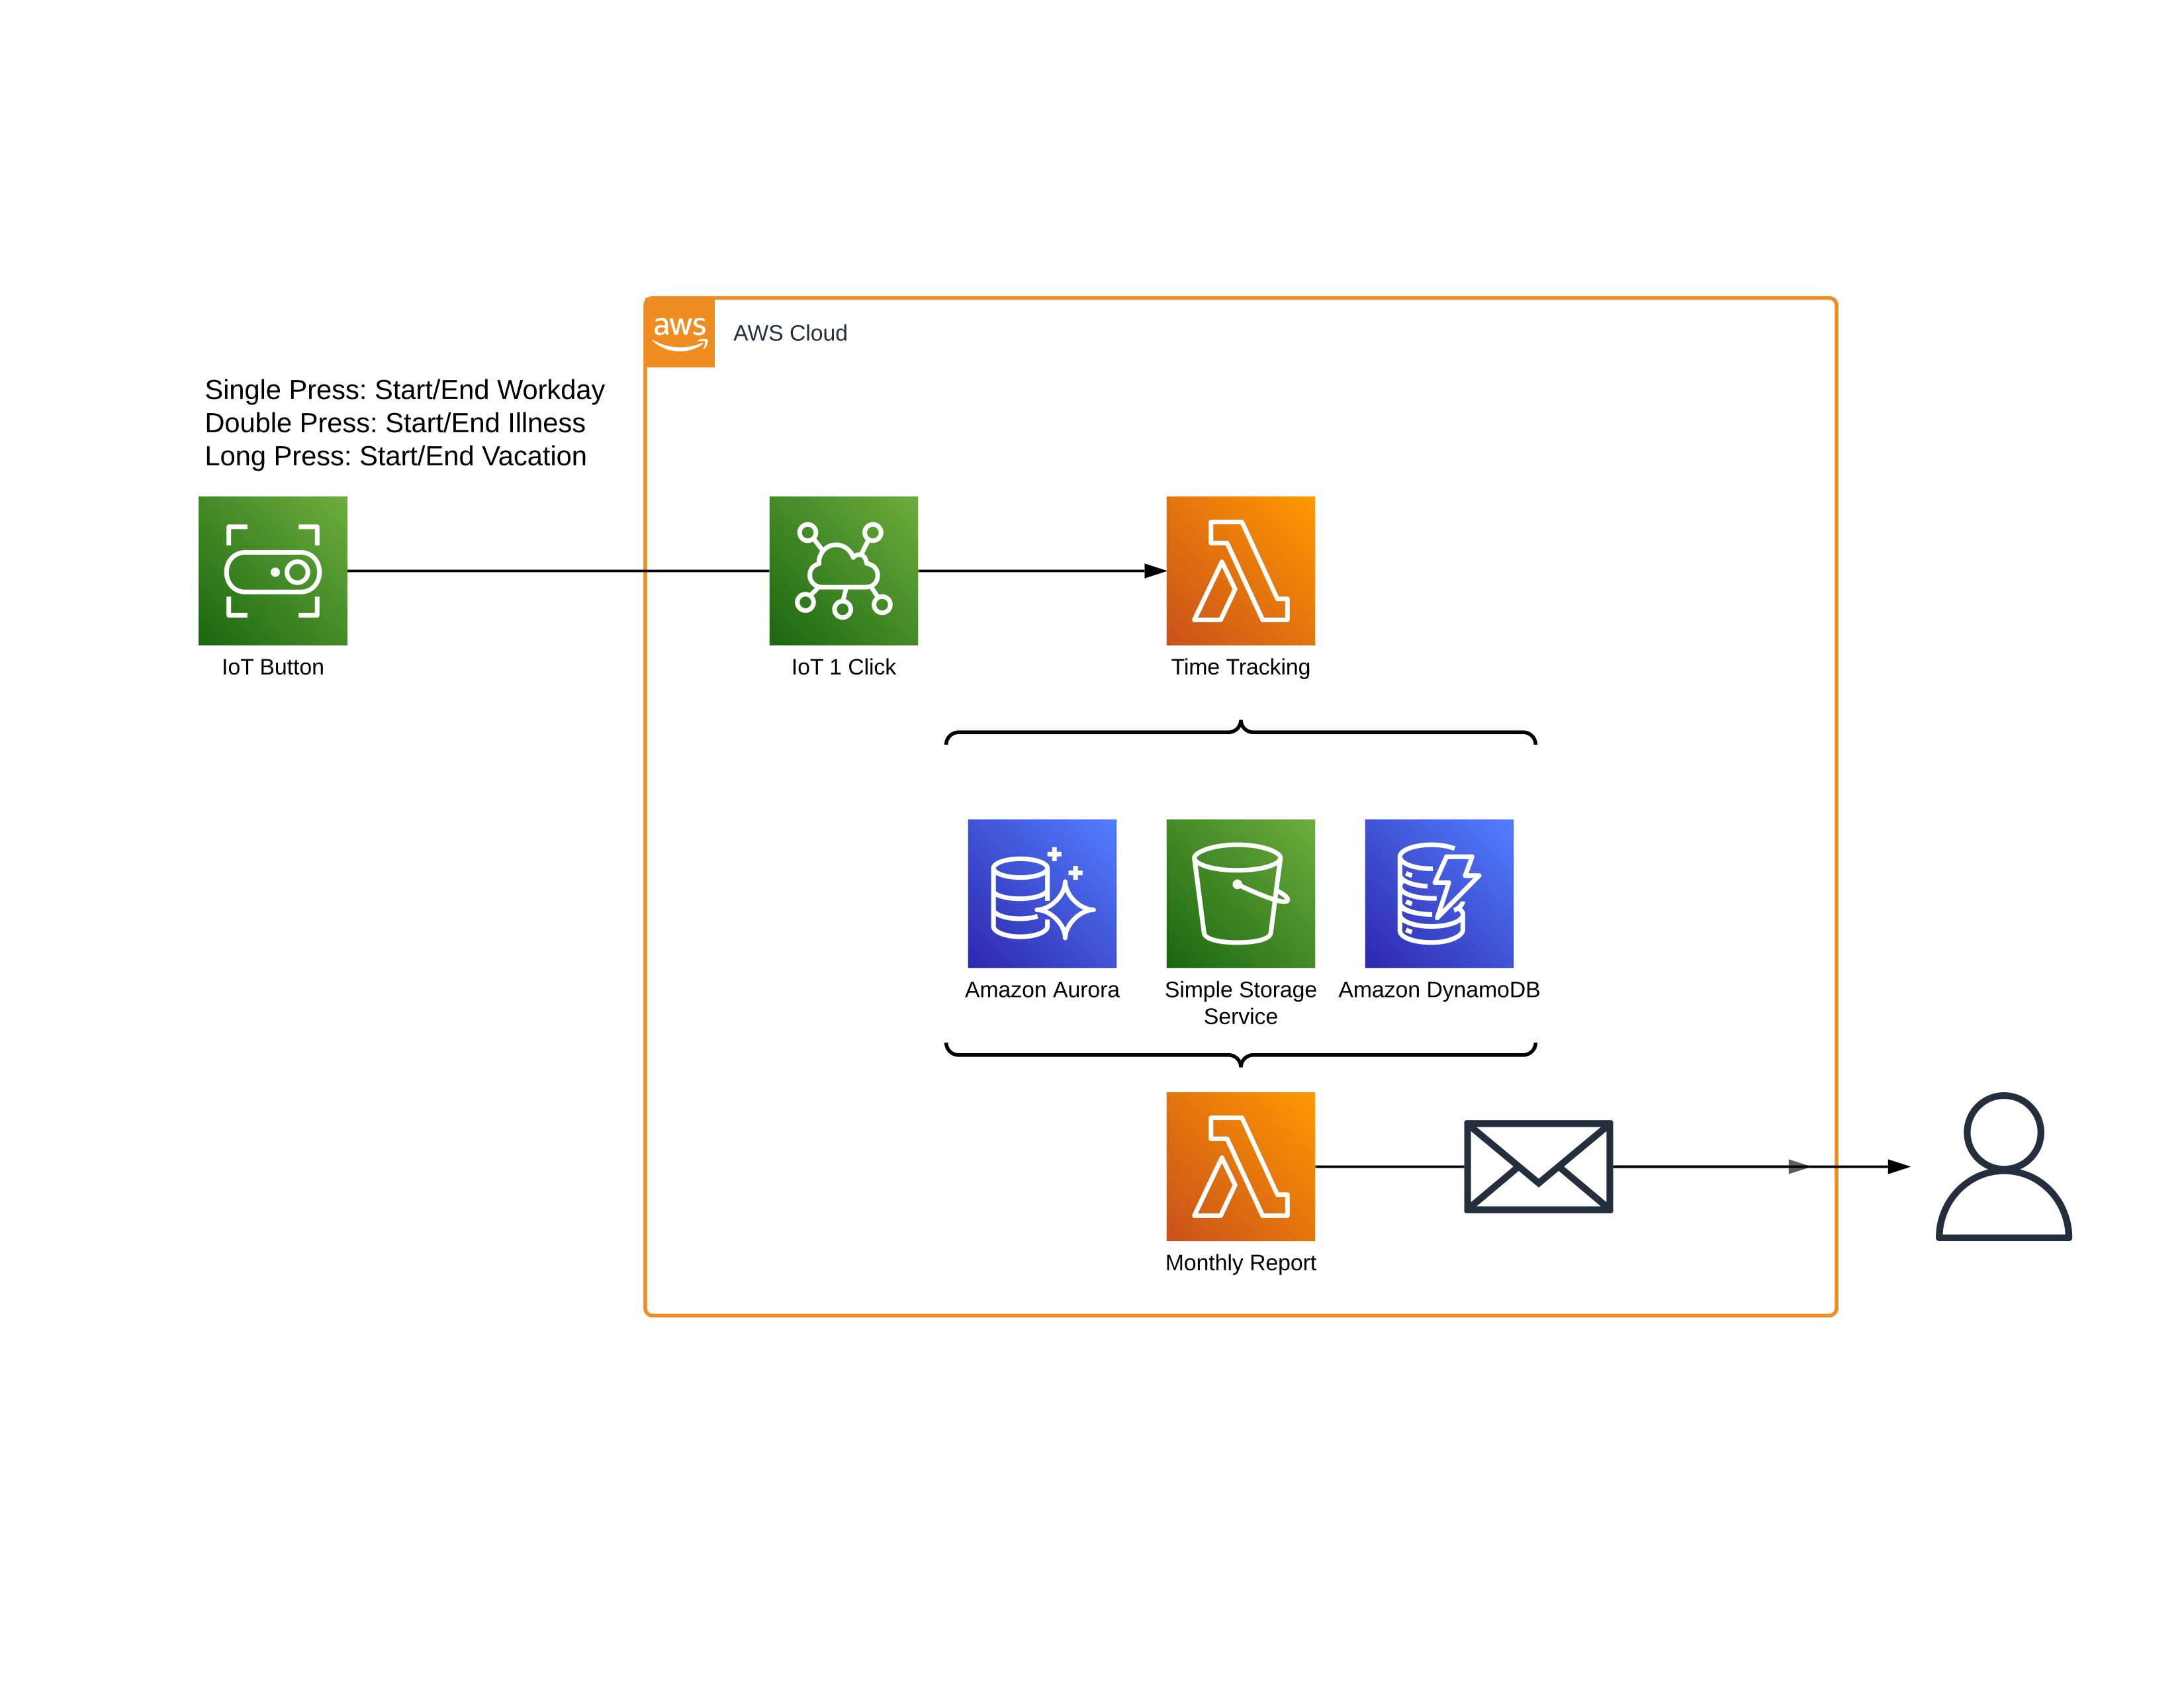 aws
AWS Cloud
Single Press: Start/End Workday
Double Press: Start/End Illness
Long Press: Start/End Vacation
IoT Button
IoT 1 Click
Time Tracking
Amazon Aurora
Simple Storage
Service
Amazon DynamoDB
Monthly Report